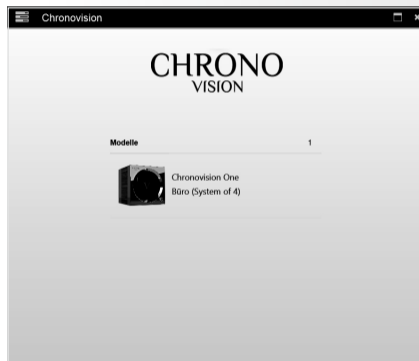 Chronovision
CHRONO
VISION
Modelle 1
Chronovision One
Büro (System of 4)